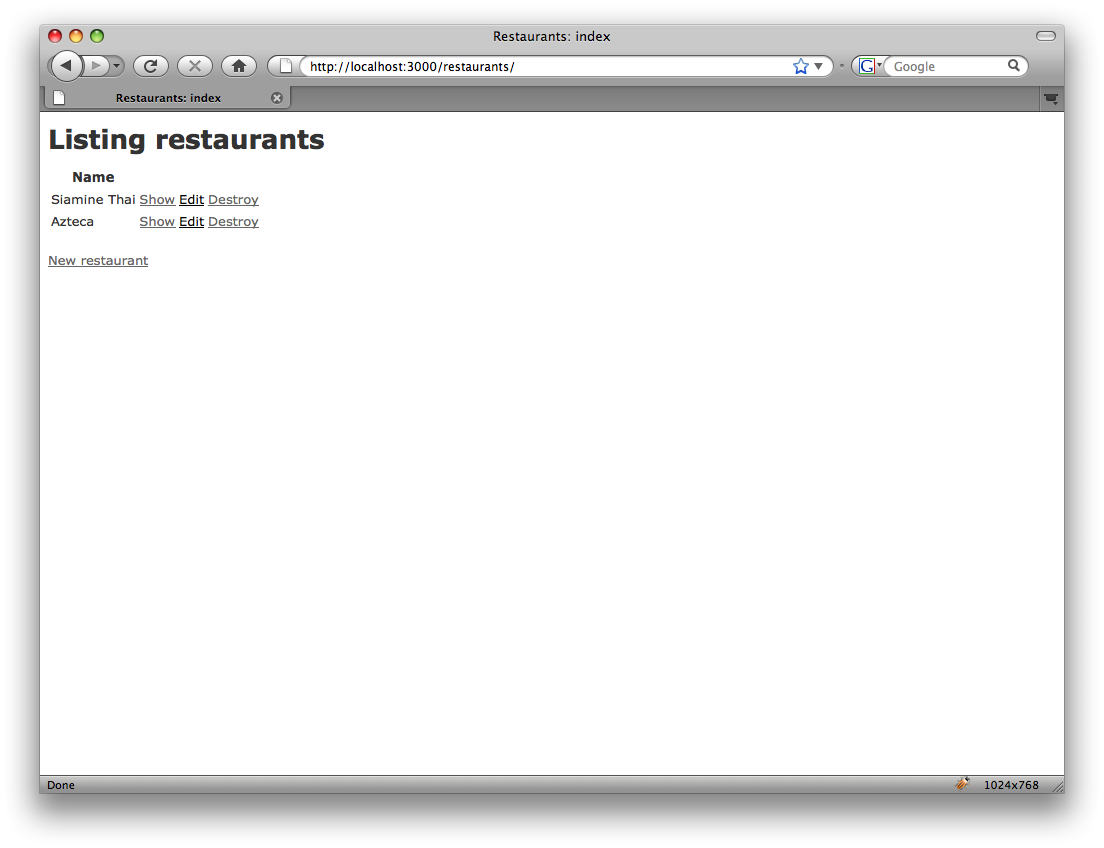 Restaurants: index
http://localhost:3000/restaurants/
G
Google
Restaurants: index
Listing restaurants
Name
Siamine Thai Show Edit Destroy
Azteca Show Edit Destroy
New restaurant
Done
1024x768